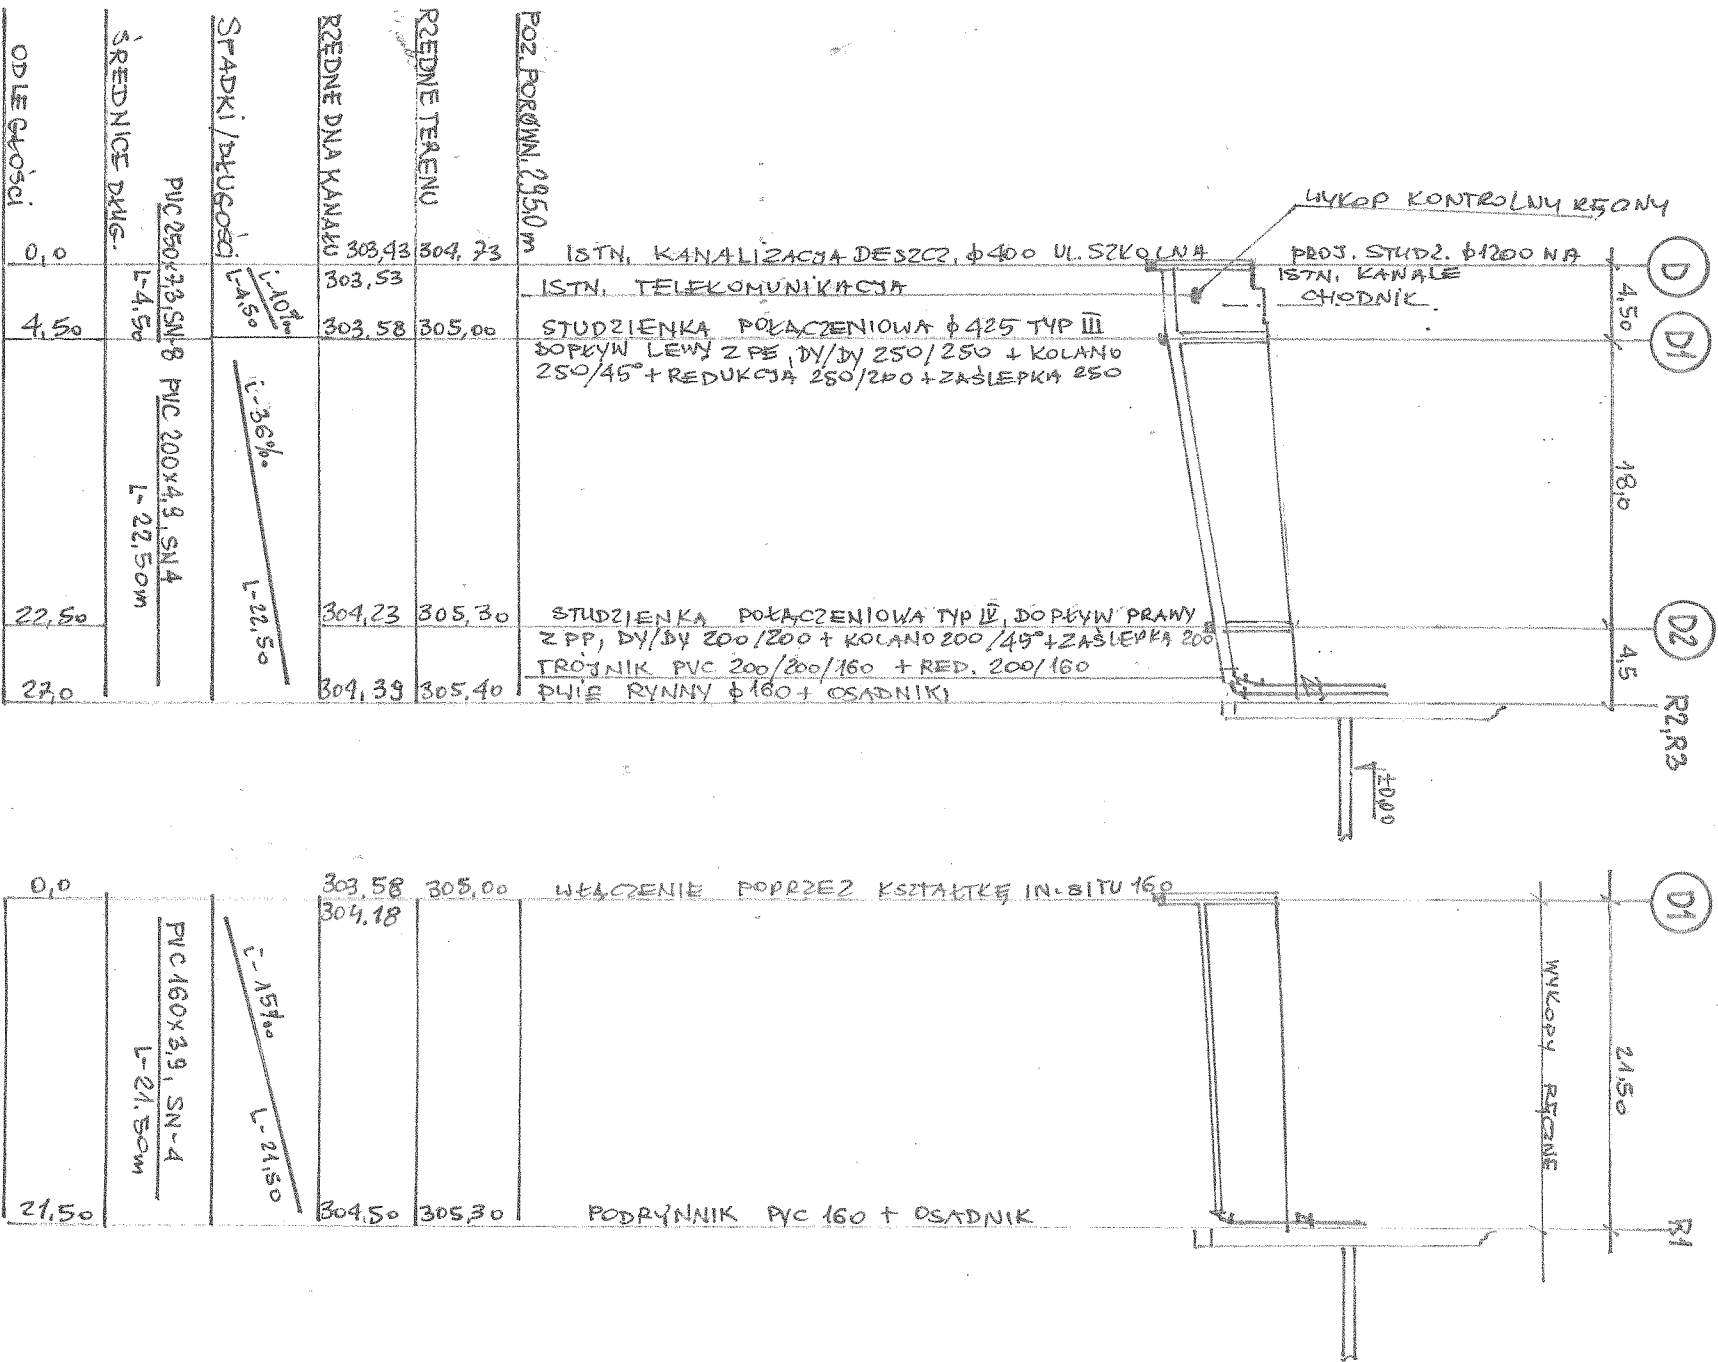 POZ. PORÓWN. 295,0 m
RZĘDNE TERENU
RZĘDNE DNA KANAŁU
SPADKI / DŁUGOŚCI
ŚREDNICE DŁUG.
ODLEGŁOŚCI
WYKOP KONTROLNY RĘCZNY
0,0
303,43 304,73
ISTN. KANALIZACJA DESZCZ. ϕ400 UL. SZKOLNA
PROJ. STUDZ. ϕ1200 NA
ISTN. KANALE
CHODNIK
D
303,53
ISTN. TELEKOMUNIKACJA
4,50
4,50
303,58 305,00
STUDZIENKA POŁĄCZENIOWA ϕ425 TYP III
DOPŁYW LEWY Z PE, DY/DY 250/250 + KOLANO
250/45° + REDUKCJA 250/200 + ZAŚLEPKA 250
D1
i-10‰
L-4,50
PVC 250x7,3 SN-8
L-4,50
PVC 200x4,9, SN4
L-22,50m
i-36‰
L-22,50
18,0
22,50
304,23 305,30
STUDZIENKA POŁĄCZENIOWA TYP IV, DOPŁYW PRAWY
Z PP, DY/DY 200/200 + KOLANO 200/45° + ZAŚLEPKA 200
D2
4,5
TRÓJNIK PVC 200/200/160 + RED. 200/160
27,0
304,39 305,40
DWIE RYNNY ϕ160 + OSADNIKI
R2,R3
±0,00
0,0
303,58 305,00
WŁĄCZENIE POPRZEZ KSZTAŁTKĘ IN-SITU 160
304,18
D1
PVC 160x3,9, SN-4
L-21,50m
i-15‰
L-21,50
WYKOPY RĘCZNE
21,50
21,50
304,50 305,30
PODRYNNIK PVC 160 + OSADNIK
R1